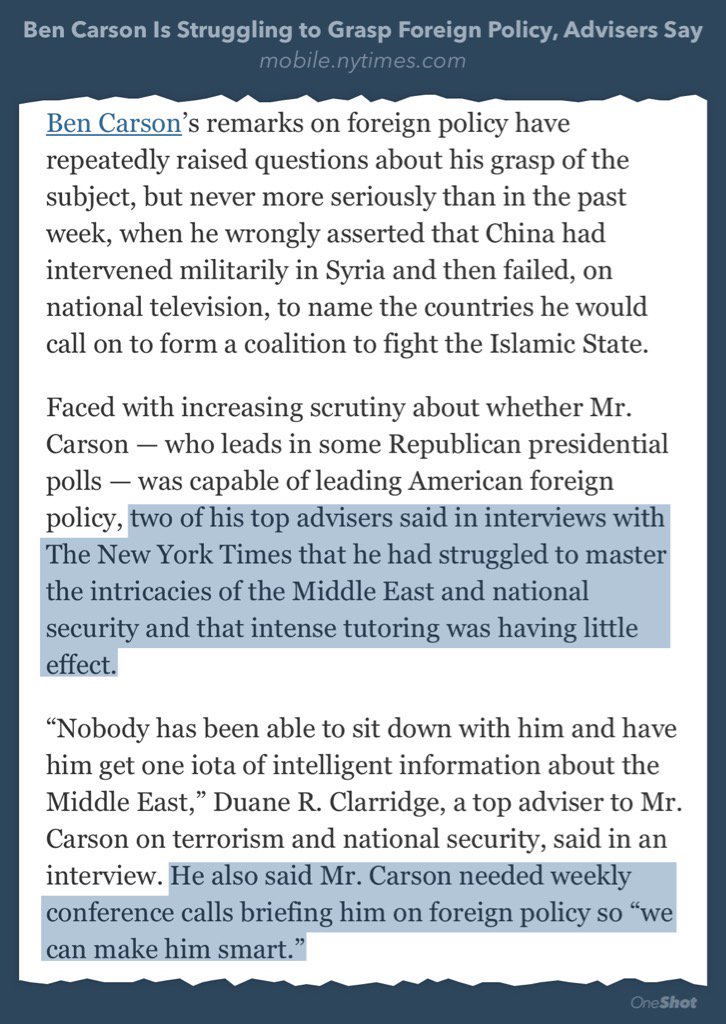 Ben Carson Is Struggling to Grasp Foreign Policy, Advisers Say
mobile.nytimes.com
Ben Carson’s remarks on foreign policy have
repeatedly raised questions about his grasp of the
subject, but never more seriously than in the past
week, when he wrongly asserted that China had
intervened militarily in Syria and then failed, on
national television, to name the countries he would
call on to form a coalition to fight the Islamic State.
Faced with increasing scrutiny about whether Mr.
Carson — who leads in some Republican presidential
polls — was capable of leading American foreign
policy, two of his top advisers said in interviews with
The New York Times that he had struggled to master
the intricacies of the Middle East and national
security and that intense tutoring was having little
effect.
“Nobody has been able to sit down with him and have
him get one iota of intelligent information about the
Middle East,” Duane R. Clarridge, a top adviser to Mr.
Carson on terrorism and national security, said in an
interview. He also said Mr. Carson needed weekly
conference calls briefing him on foreign policy so “we
can make him smart.”
OneShot